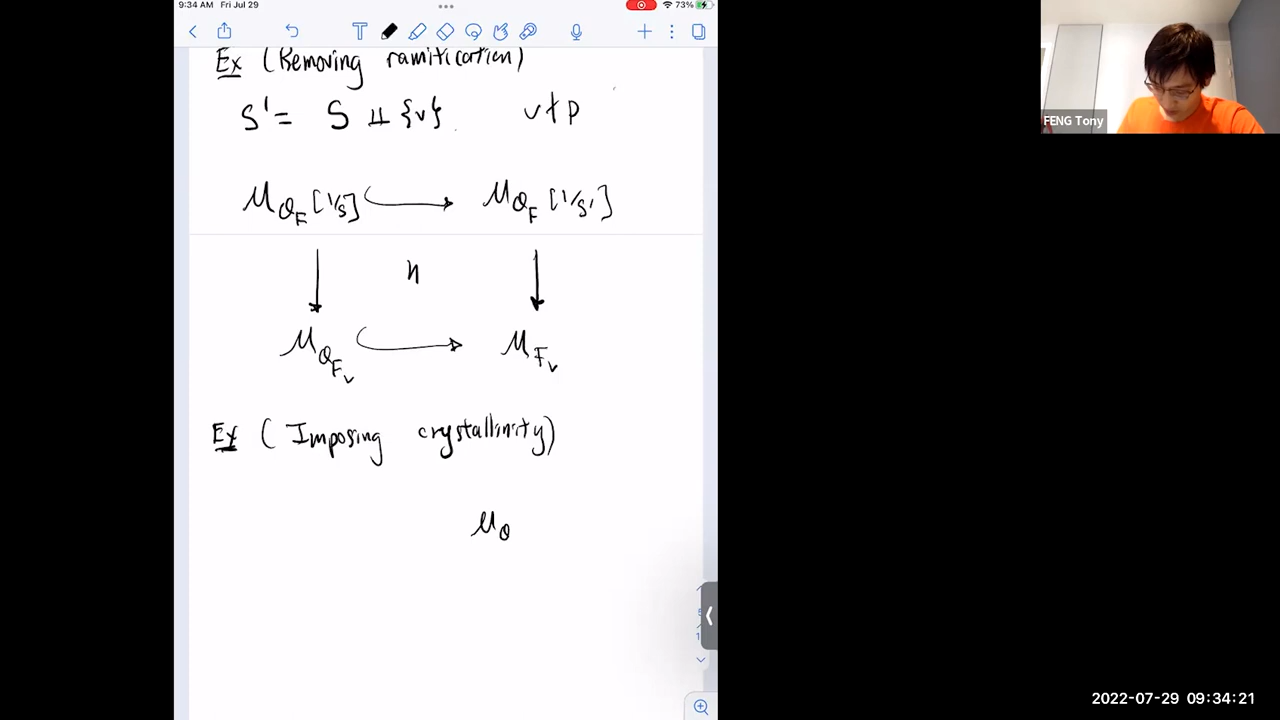 9:34 AM Fri Jul 29
73%
Ex (Removing ramification)
S' = S ⊔ {v} . v ∤ p
M_{O_F}[1/S] ↪ M_{O_F}[1/S']
M_{O_{F_v}} ↪ M_{F_v}
Ex (Imposing crystallinity)
M_O
FENG Tony
2022-07-29 09:34:21